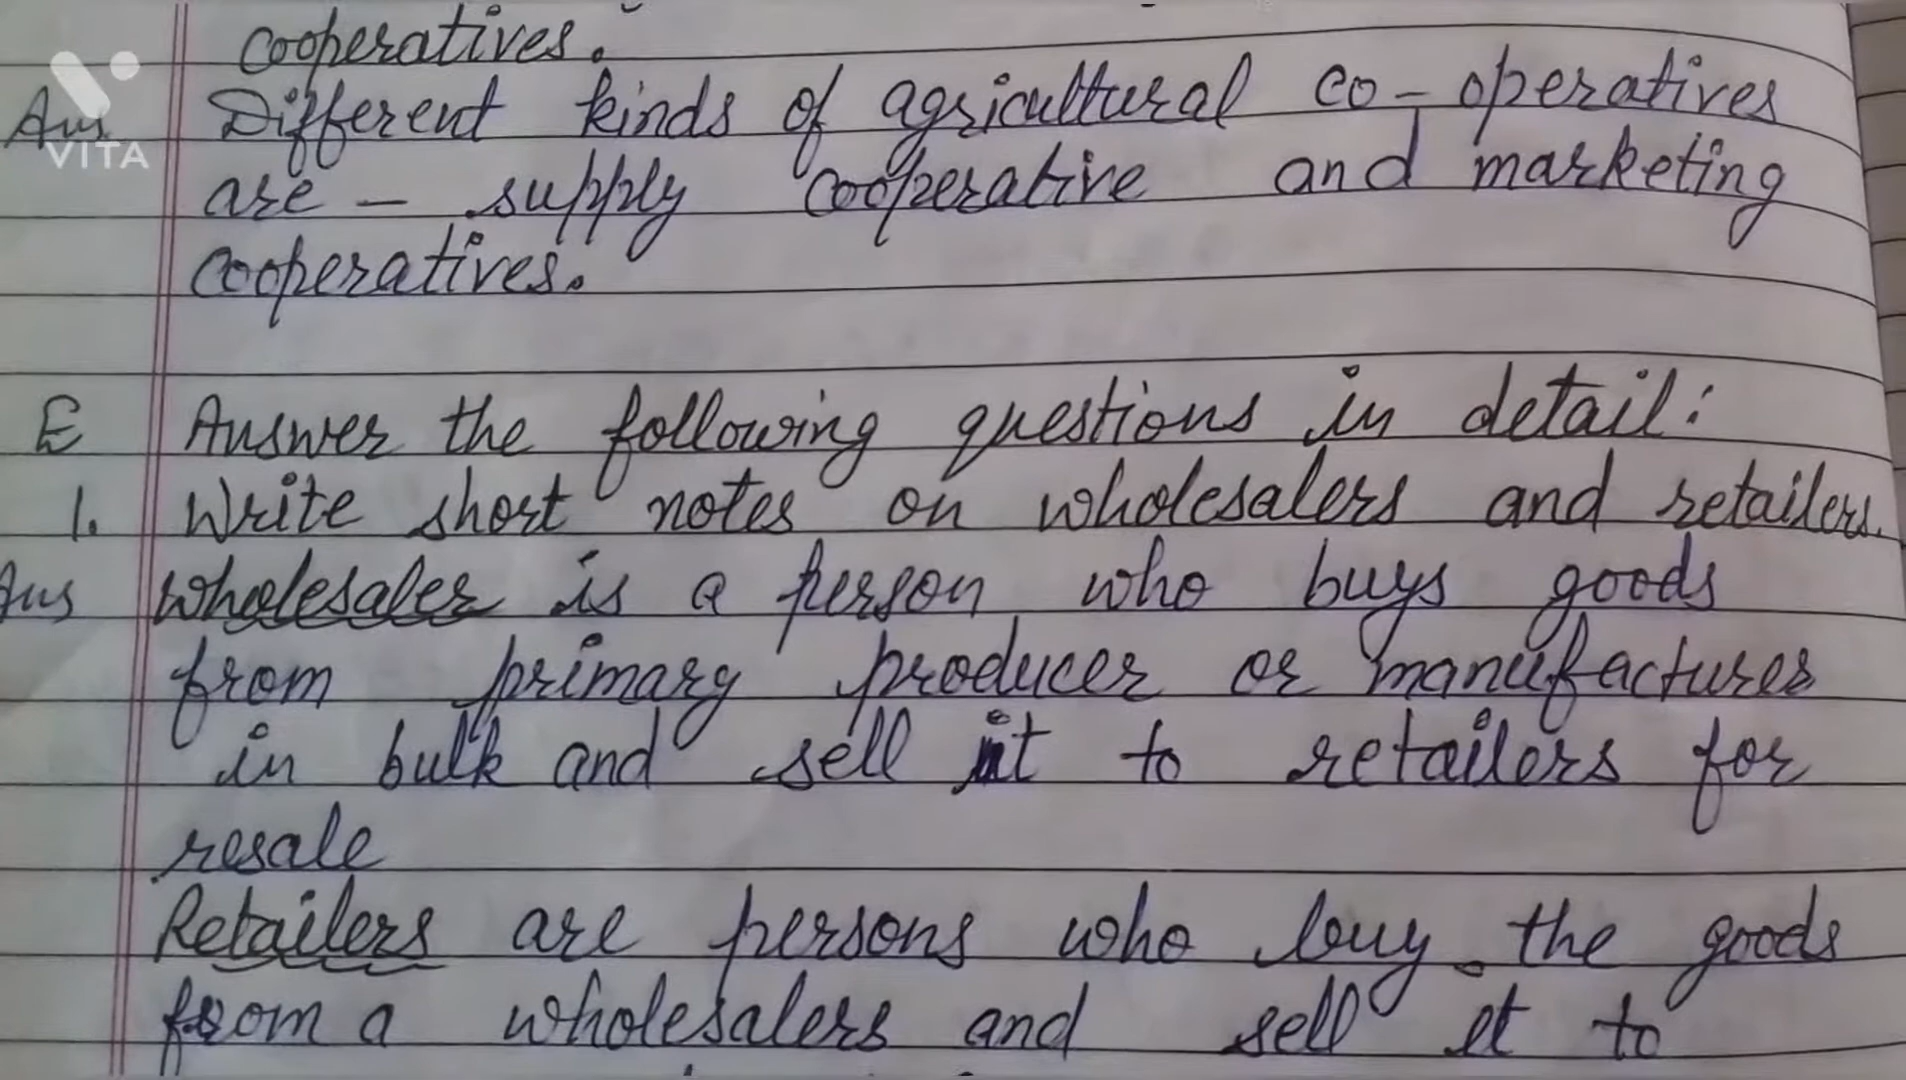 cooperatives.
Ans Different kinds of agricultural co-operatives
are - supply cooperative and marketing
cooperatives.
E Answer the following questions in detail:
1. Write short notes on wholesalers and retailers.
Ans Wholesaler is a person who buys goods
from primary producer or manufacturer
in bulk and sell it to retailers for
resale
Retailers are persons who buy the goods
from a wholesalers and sell it to
VITA